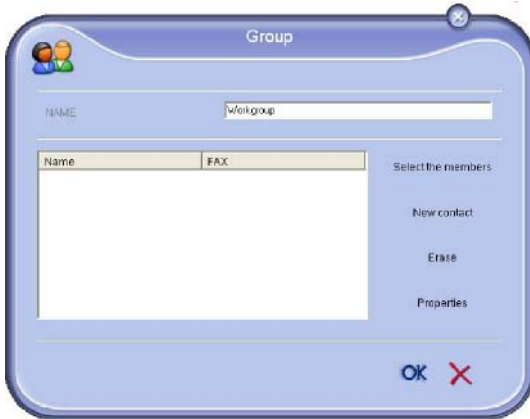 Group
NAME
Workgroup
Name FAX
Select the members
New contact
Erase
Properties
OK